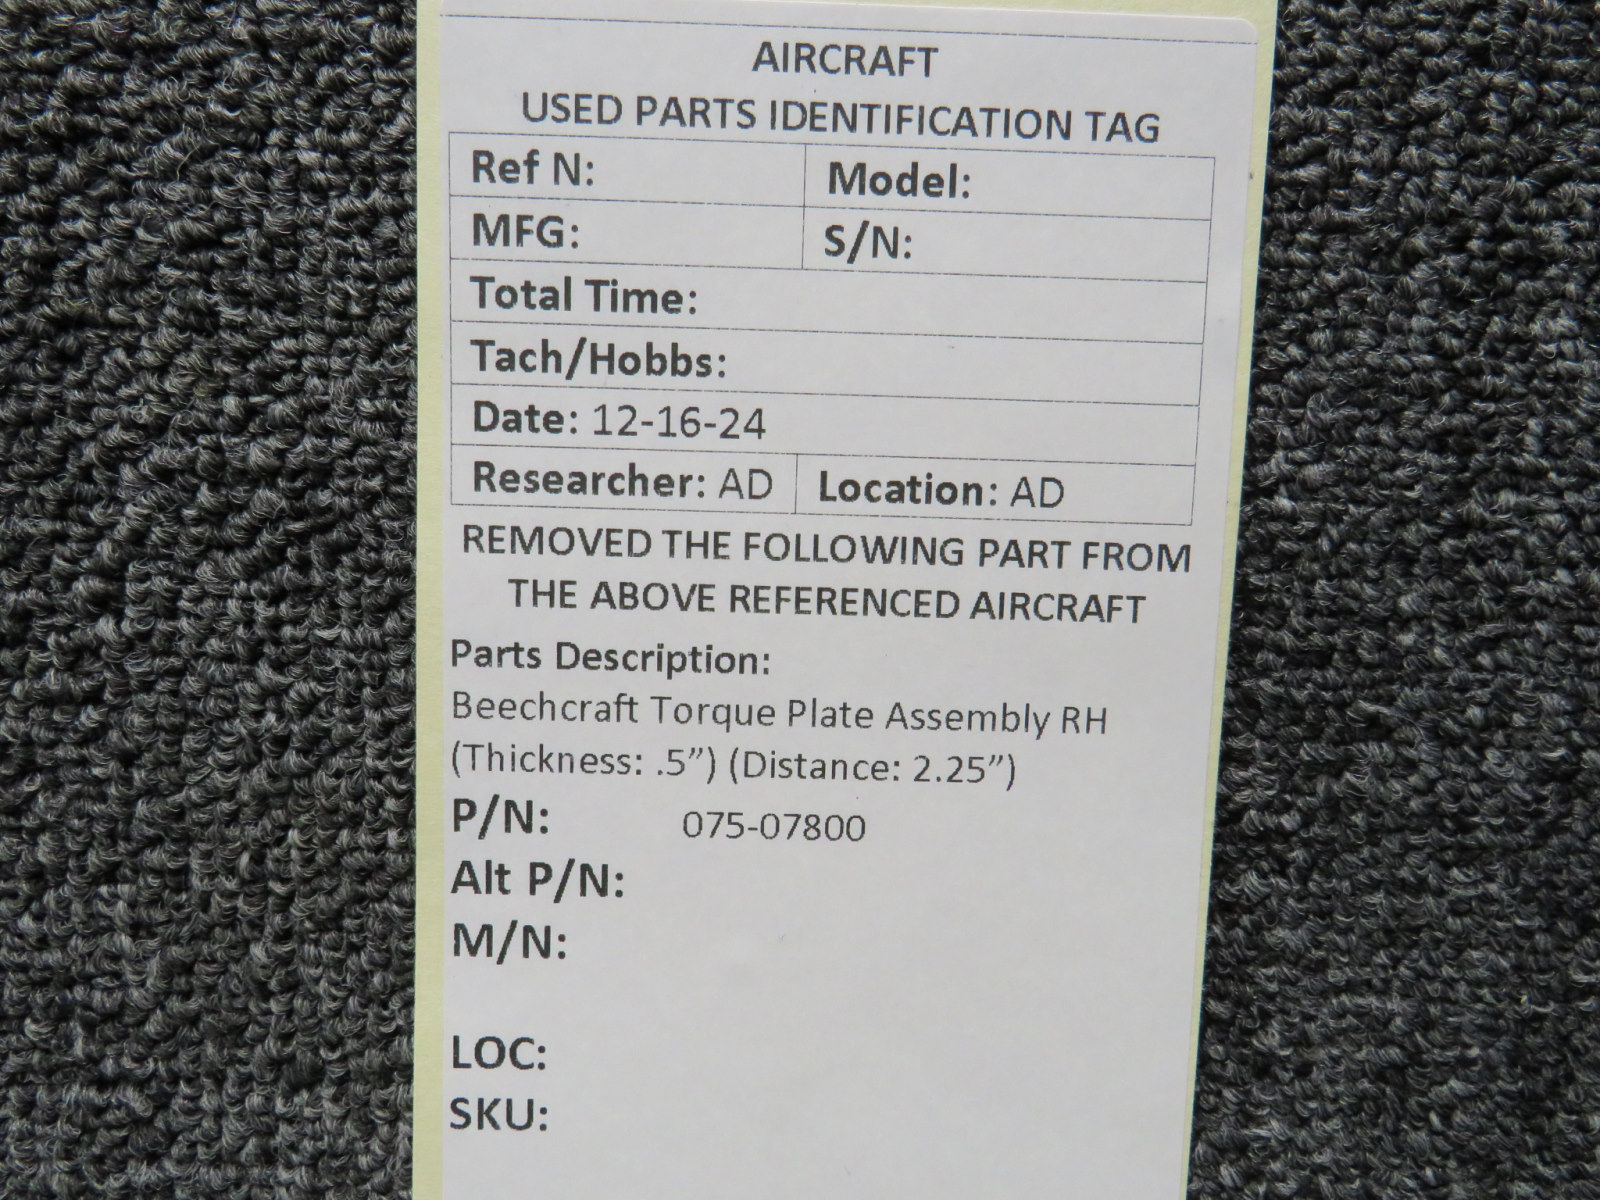 AIRCRAFT
USED PARTS IDENTIFICATION TAG
Ref N: Model:
MFG: S/N:
Total Time:
Tach/Hobbs:
Date: 12-16-24
Researcher: AD Location: AD
REMOVED THE FOLLOWING PART FROM
THE ABOVE REFERENCED AIRCRAFT
Parts Description:
Beechcraft Torque Plate Assembly RH
(Thickness: .5”) (Distance: 2.25”)
P/N: 075-07800
Alt P/N:
M/N:
LOC:
SKU: